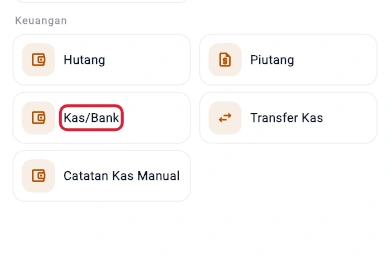 Keuangan
Hutang
Piutang
Kas/Bank
Transfer Kas
Catatan Kas Manual